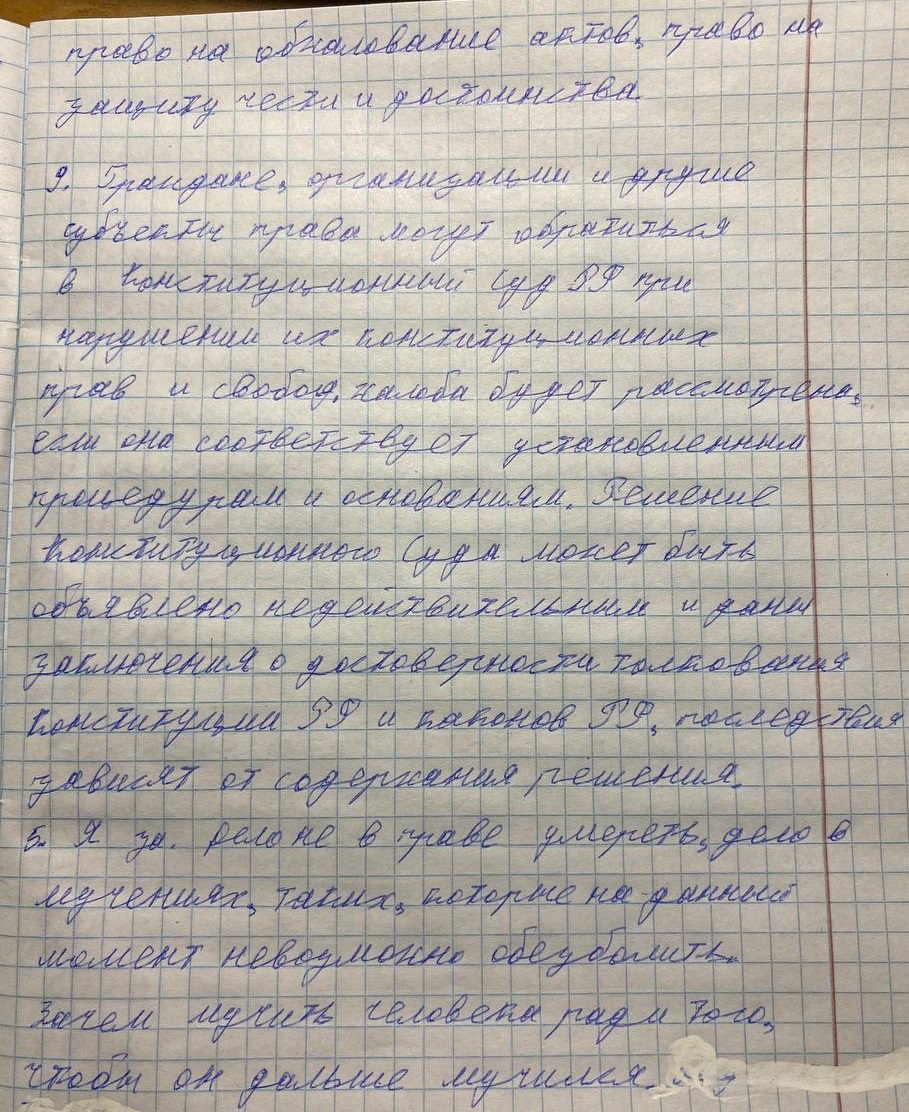 право на обжалование актов, право на
защиту чести и достоинства.
9. Граждане, организации и другие
субъекты права могут обратиться
в Конституционный Суд РФ при
нарушении их конституционных
прав и свобод. жалоба будет рассмотрена,
если она соответствует установленным
процедурам и основаниям. Решение
Конституционного Суда может быть
объявлено недействительным и даны
заключения о достоверности толкования
Конституции РФ и каконов РФ, последствия
зависят от содержания решения.
5. Я за. дело не в праве умереть, дело в
мучениях, таких, которые на данный
момент невозможно обезболить.
Зачем мучить человека ради того,
чтобы он дальше мучился.